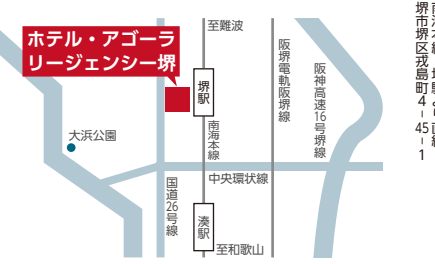 ホテル・アゴーラ
リージェンシー堺
至難波
堺駅
南海本線
阪堺電軌阪堺線
阪神高速16号堺線
大浜公園
国道26号線
中央環状線
湊駅
至和歌山
堺市堺区戎島町4-45-1